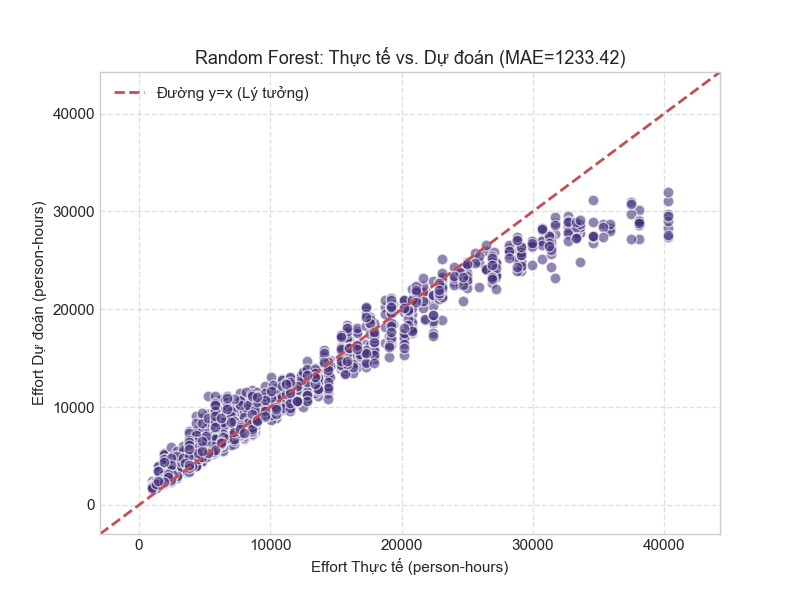 Random Forest: Thực tế vs. Dự đoán (MAE=1233.42)
Đường y=x (Lý tưởng)
Effort Dự đoán (person-hours)
40000
30000
20000
10000
0
0 10000 20000 30000 40000
Effort Thực tế (person-hours)